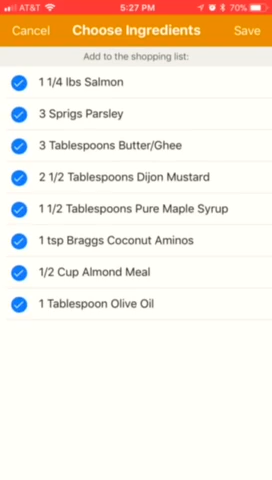 AT&T 5:27 PM 70%
Cancel Choose Ingredients Save
Add to the shopping list:
1 1/4 lbs Salmon
3 Sprigs Parsley
3 Tablespoons Butter/Ghee
2 1/2 Tablespoons Dijon Mustard
1 1/2 Tablespoons Pure Maple Syrup
1 tsp Braggs Coconut Aminos
1/2 Cup Almond Meal
1 Tablespoon Olive Oil